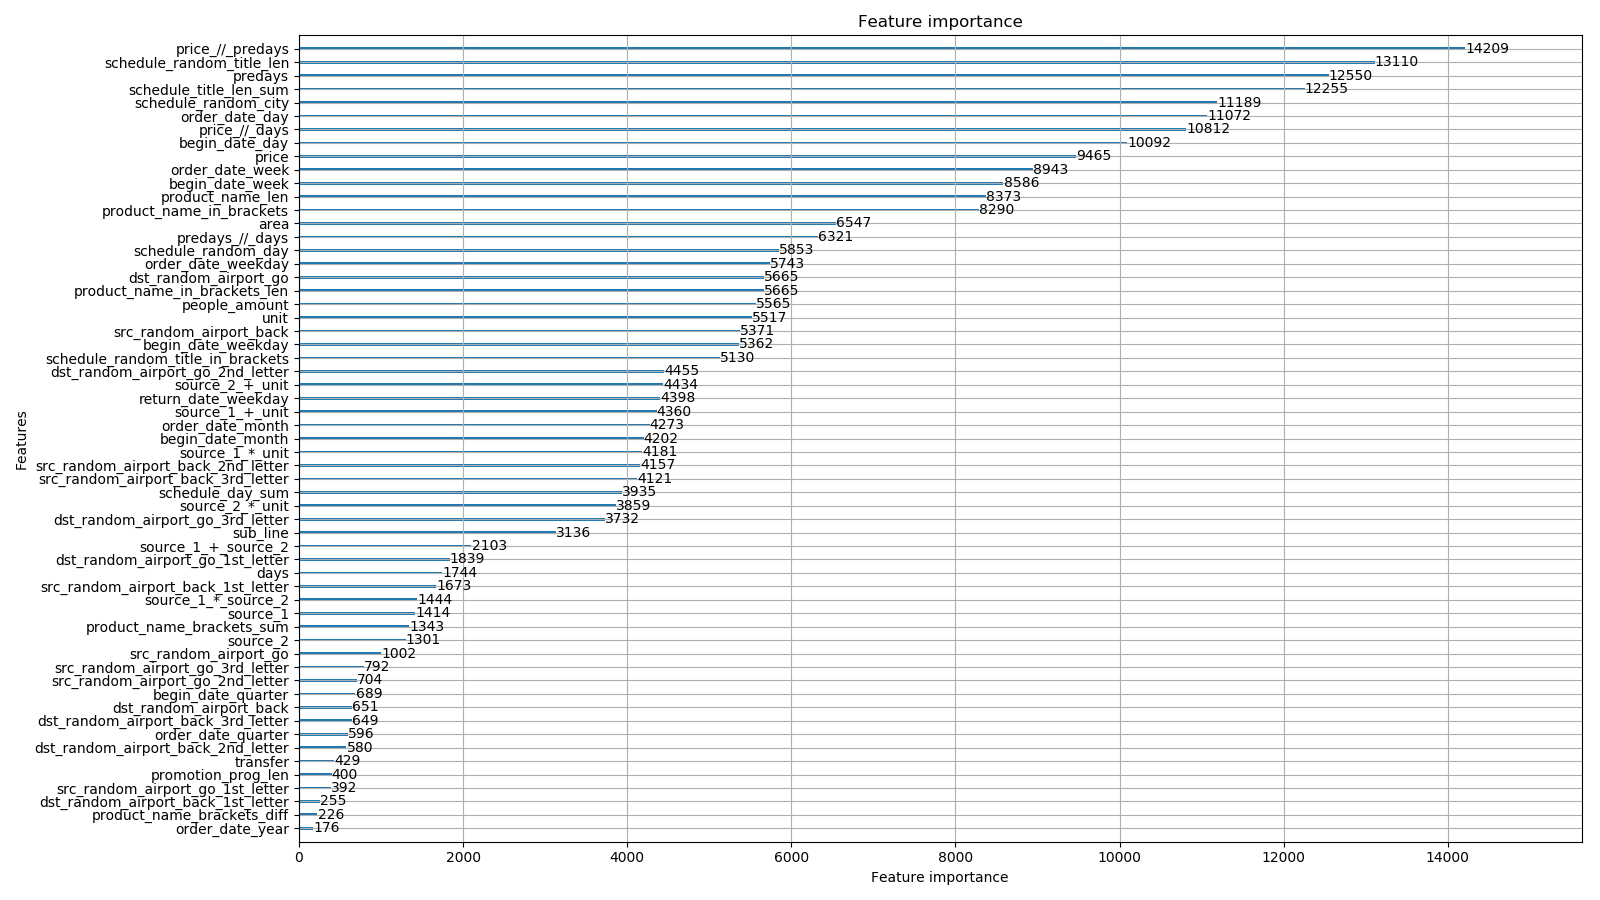 Feature importance
price_//_predays 14209
schedule_random_title_len 13110
predays 12550
schedule_title_len_sum 12255
schedule_random_city 11189
order_date_day 11072
price_//_days 10812
begin_date_day 10092
price 9465
order_date_week 8943
begin_date_week 8586
product_name_len 8373
product_name_in_brackets 8290
area 6547
predays_//_days 6321
schedule_random_day 5853
order_date_weekday 5743
dst_random_airport_go 5665
product_name_in_brackets_len 5665
people_amount 5565
unit 5517
src_random_airport_back 5371
begin_date_weekday 5362
schedule_random_title_in_brackets 5130
dst_random_airport_go_2nd_letter 4455
source_2_+_unit 4434
return_date_weekday 4398
source_1_+_unit 4360
order_date_month 4273
begin_date_month 4202
source_1_*_unit 4181
src_random_airport_back_2nd_letter 4157
src_random_airport_back_3rd_letter 4121
schedule_day_sum 3935
source_2_*_unit 3859
dst_random_airport_go_3rd_letter 3732
sub_line 3136
source_1_+_source_2 2103
dst_random_airport_go_1st_letter 1839
days 1744
src_random_airport_back_1st_letter 1673
source_1_*_source_2 1444
source_1 1414
product_name_brackets_sum 1343
source_2 1301
src_random_airport_go 1002
src_random_airport_go_3rd_letter 792
src_random_airport_go_2nd_letter 704
begin_date_quarter 689
dst_random_airport_back 651
dst_random_airport_back_3rd_letter 649
order_date_quarter 596
dst_random_airport_back_2nd_letter 580
transfer 429
promotion_prog_len 400
src_random_airport_go_1st_letter 392
dst_random_airport_back_1st_letter 255
product_name_brackets_diff 226
order_date_year 176
Features
0 2000 4000 6000 8000 10000 12000 14000
Feature importance